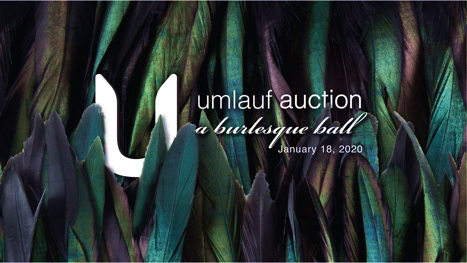 U
umlauf auction
a burlesque ball
January 18, 2020